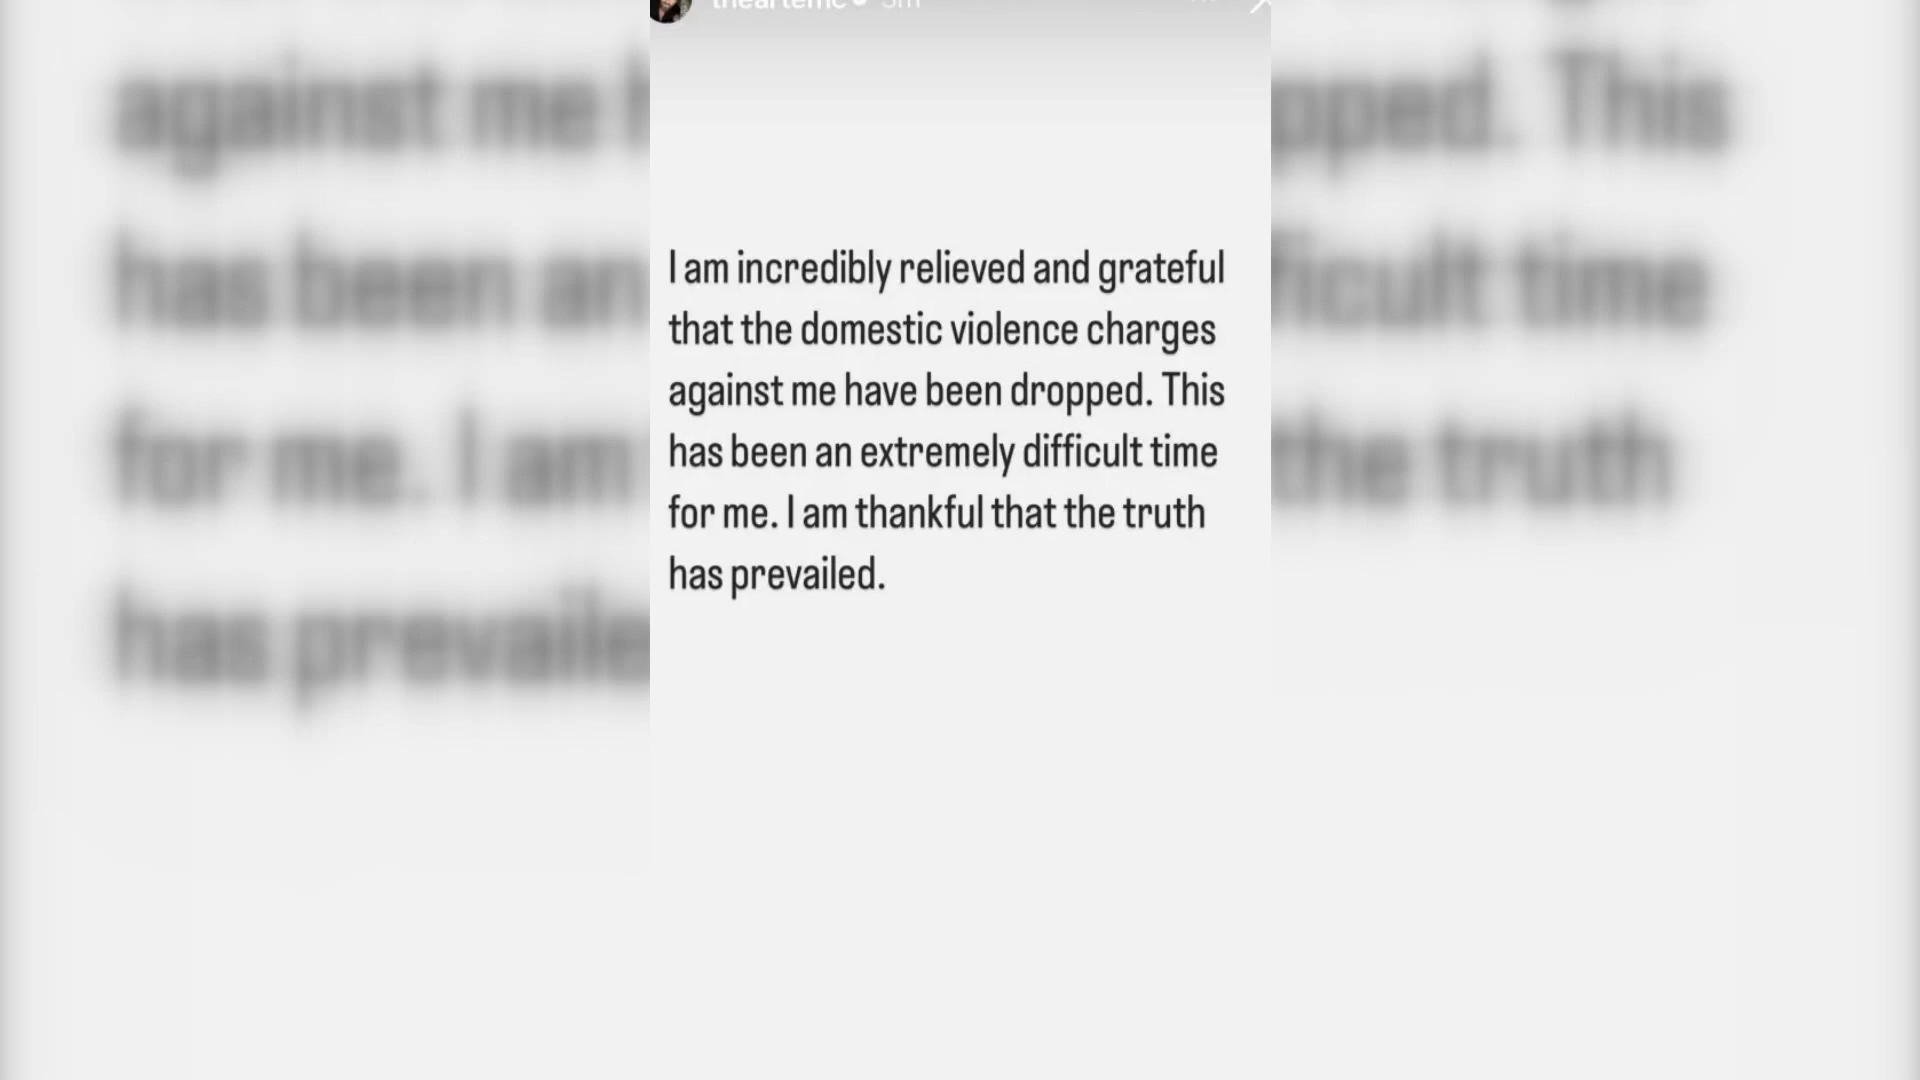 I am incredibly relieved and grateful
that the domestic violence charges
against me have been dropped. This
has been an extremely difficult time
for me. I am thankful that the truth
has prevailed.